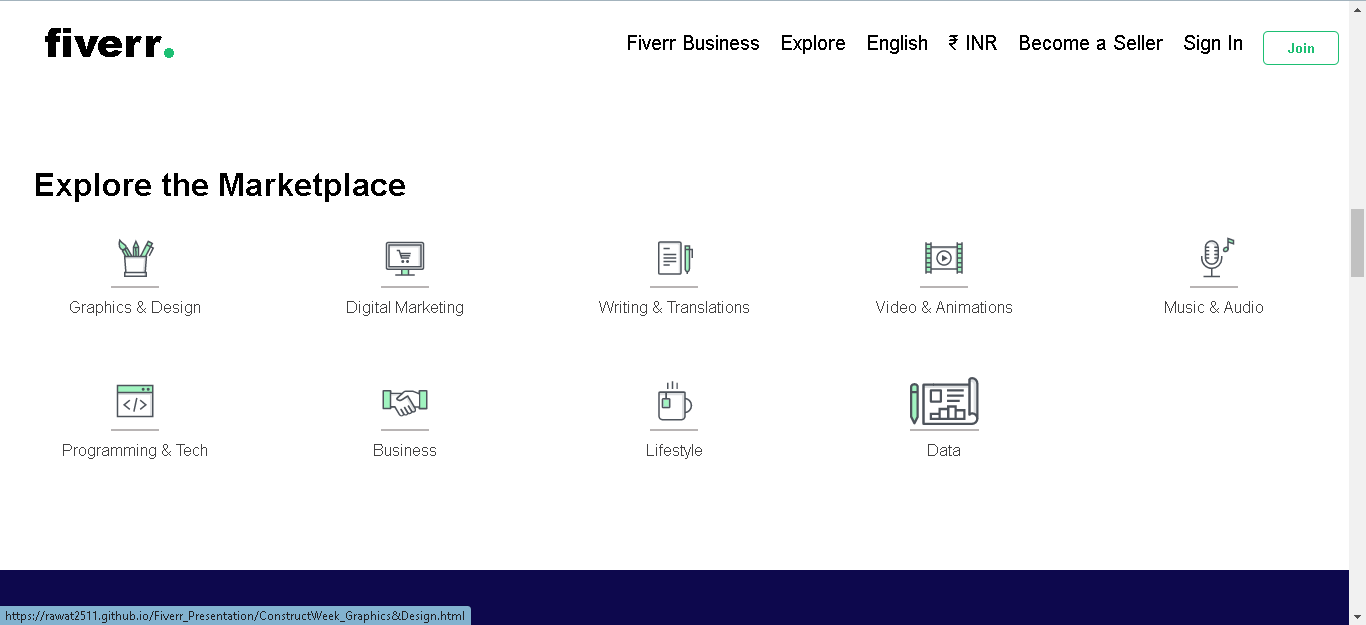 fiverr.
Fiverr Business Explore English ₹ INR Become a Seller Sign In Join
Explore the Marketplace
Graphics & Design Digital Marketing Writing & Translations Video & Animations Music & Audio
</>
Programming & Tech Business Lifestyle Data
https://rawat2511.github.io/Fiverr_Presentation/ConstructWeek_Graphics&Design.html